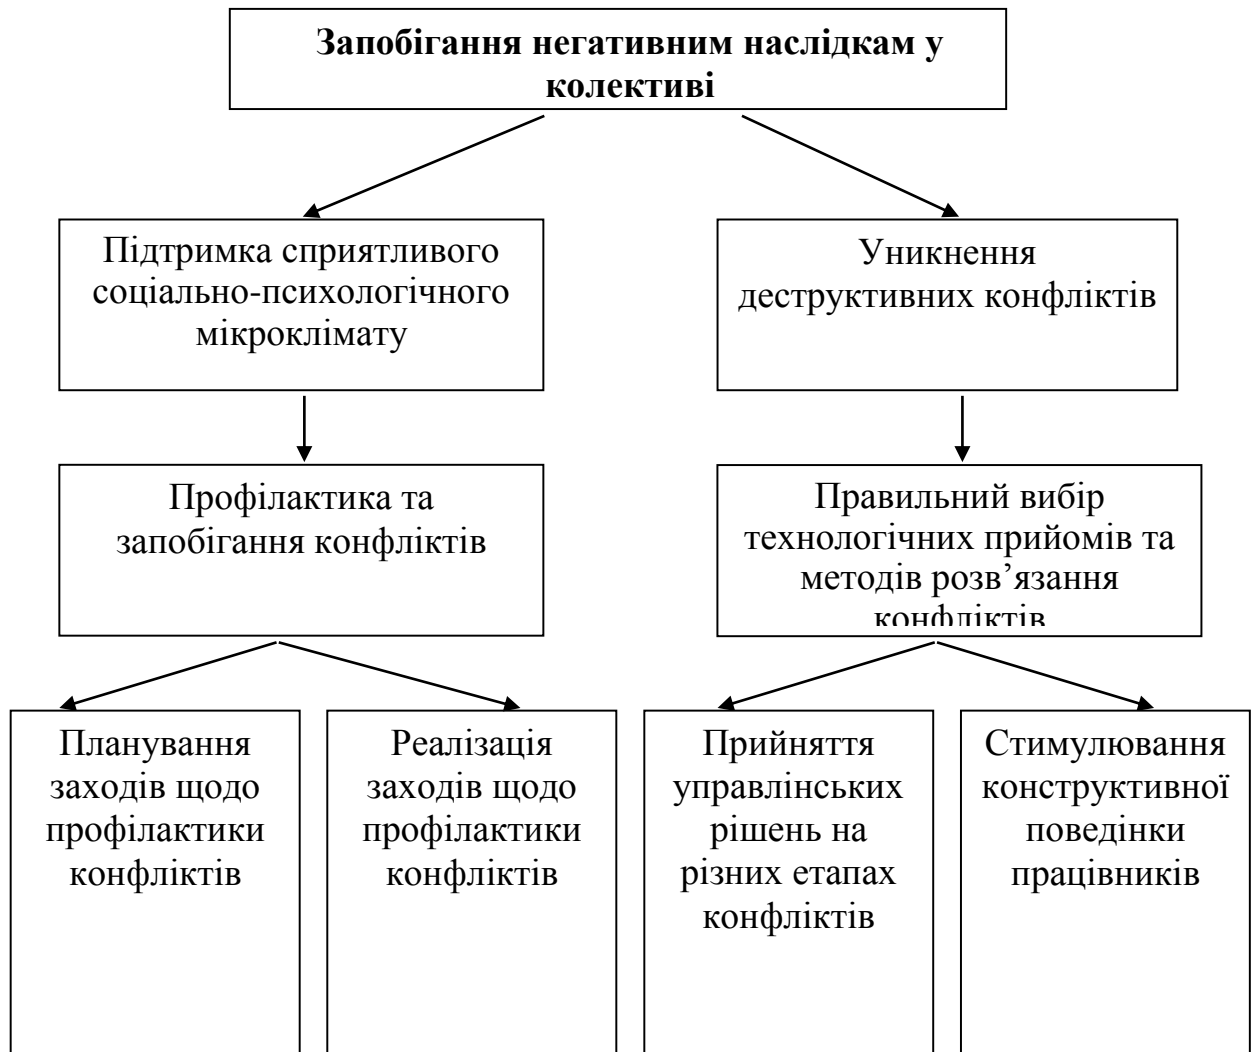 Запобігання негативним наслідкам у
колективі
Підтримка сприятливого
соціально-психологічного
мікроклімату
Уникнення
деструктивних конфліктів
Профілактика та
запобігання конфліктів
Правильний вибір
технологічних прийомів та
методів розв’язання
конфліктів
Планування
заходів щодо
профілактики
конфліктів
Реалізація
заходів щодо
профілактики
конфліктів
Прийняття
управлінських
рішень на
різних етапах
конфліктів
Стимулювання
конструктивної
поведінки
працівників